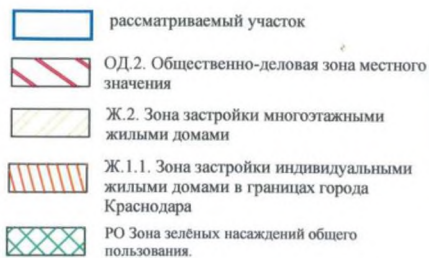 рассматриваемый участок
ОД.2. Общественно-деловая зона местного
значения
Ж.2. Зона застройки многоэтажными
жилыми домами
Ж.1.1. Зона застройки индивидуальными
жилыми домами в границах города
Краснодара
РО Зона зелёных насаждений общего
пользования.